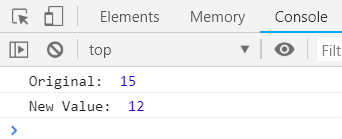 Elements Memory Console
top Filt
Original: 15
New Value: 12